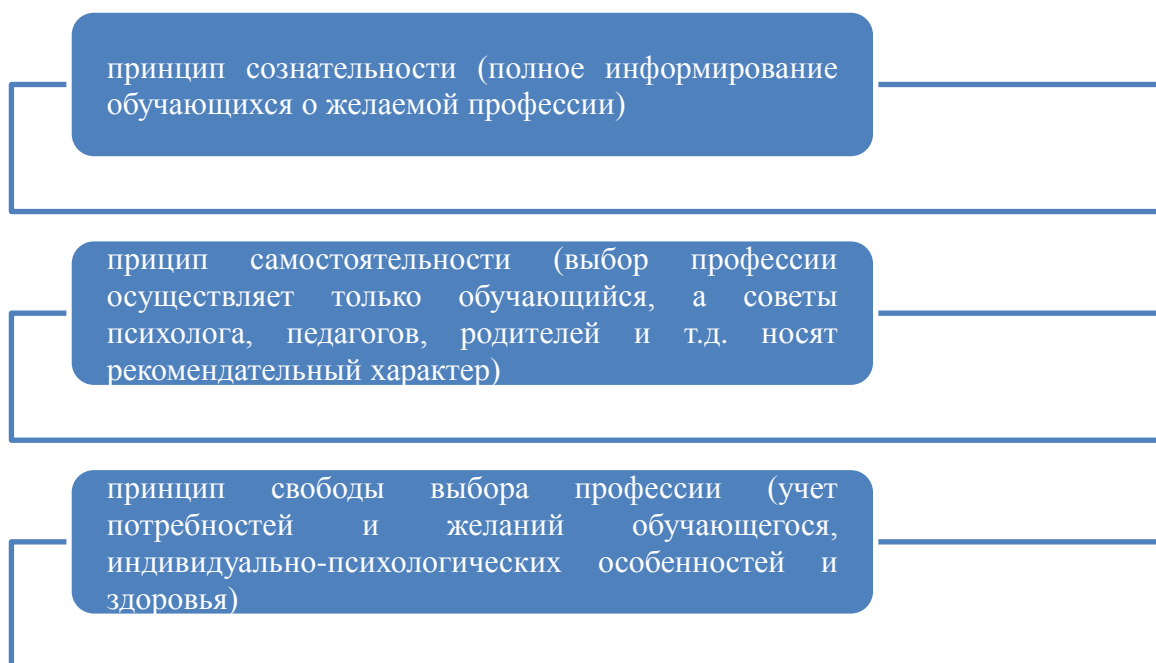 принцип сознательности (полное информирование
обучающихся о желаемой профессии)
прицип самостоятельности (выбор профессии
осуществляет только обучающийся, а советы
психолога, педагогов, родителей и т.д. носят
рекомендательный характер)
принцип свободы выбора профессии (учет
потребностей и желаний обучающегося,
индивидуально-психологических особенностей и
здоровья)